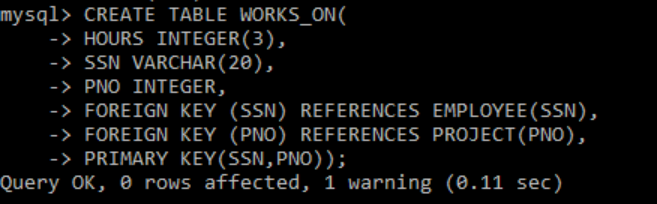 mysql> CREATE TABLE WORKS_ON(
    -> HOURS INTEGER(3),
    -> SSN VARCHAR(20),
    -> PNO INTEGER,
    -> FOREIGN KEY (SSN) REFERENCES EMPLOYEE(SSN),
    -> FOREIGN KEY (PNO) REFERENCES PROJECT(PNO),
    -> PRIMARY KEY(SSN,PNO));
Query OK, 0 rows affected, 1 warning (0.11 sec)